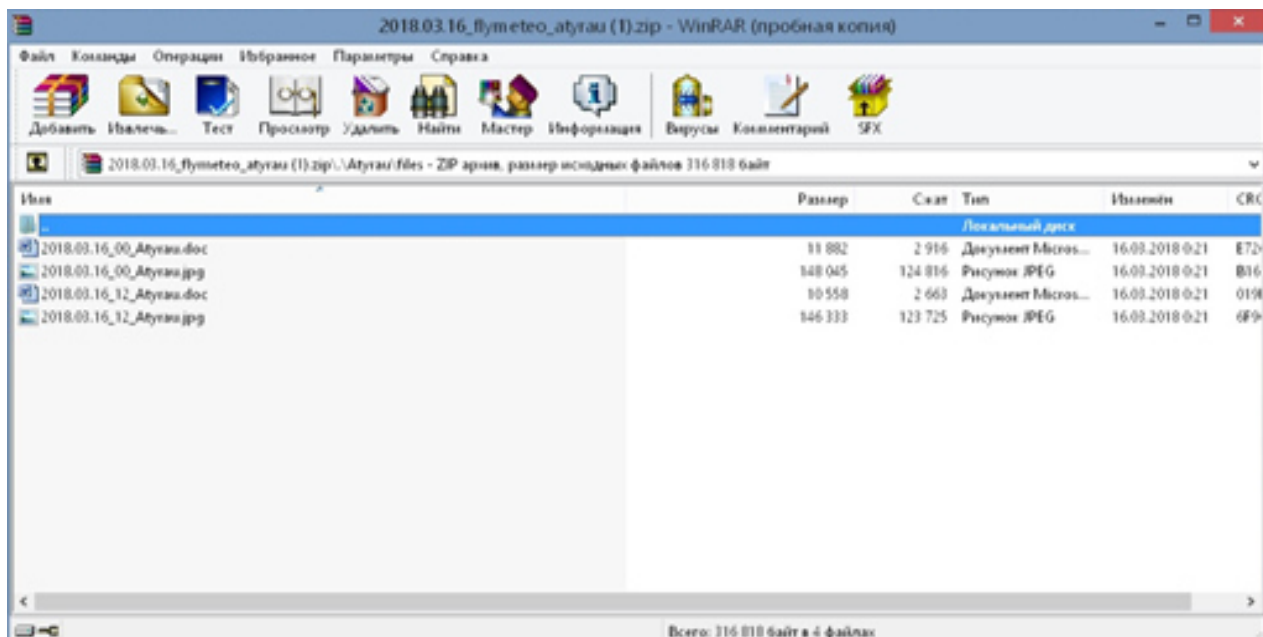 2018.03.16_flymeteo_atyrau (1).zip - WinRAR (пробная копия)
Файл Команды Операции Избранное Параметры Справка
Добавить Извлечь... Тест Просмотр Удалить Найти Мастер Информация Вирусы Комментарий SFX
2018.03.16_flymeteo_atyrau (1).zip\.\Atyrau\files - ZIP архив, размер исходных файлов 316 818 байт
Имя Размер Сжат Тип Изменён CRC
.. Локальный диск
2018.03.16_00_Atyrau.doc 11 882 2 916 Документ Micros... 16.03.2018 0:21 E72
2018.03.16_00_Atyrau.jpg 148 045 124 816 Рисунок JPEG 16.03.2018 0:21 B16
2018.03.16_12_Atyrau.doc 10 558 2 663 Документ Micros... 16.03.2018 0:21 019
2018.03.16_12_Atyrau.jpg 146 333 123 725 Рисунок JPEG 16.03.2018 0:21 6F9
Всего: 316 818 байт в 4 файлах